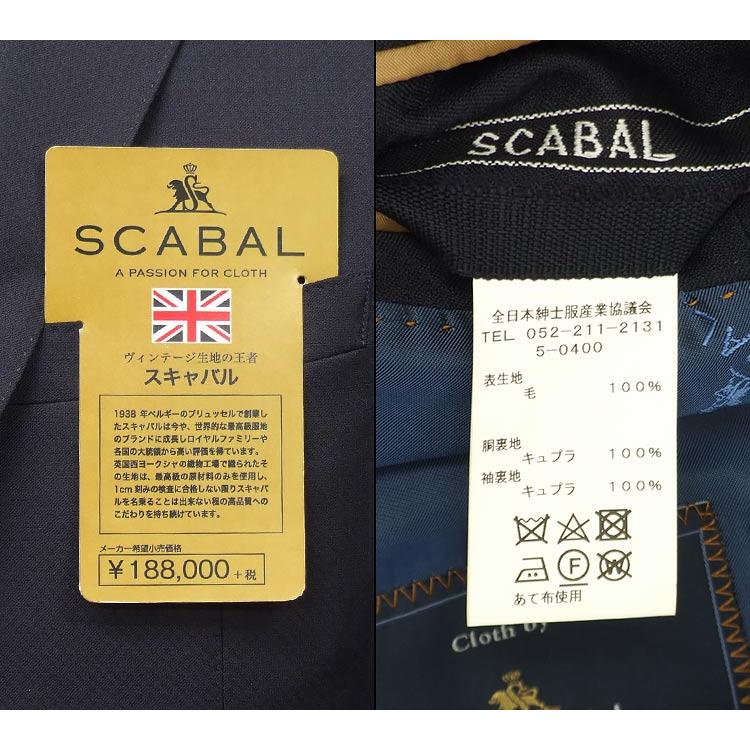 SCABAL
A PASSION FOR CLOTH
ヴィンテージ生地の王者
スキャバル
1938 年ベルギーのブリュッセルで創業し
たスキャバルは今や、世界的な最高級服地
のブランドに成長しロイヤルファミリーや
各国の大統領から高い評価を得ています。
英国西ヨークシャの織物工場で織られたそ
の生地は、最高級の原材料のみを使用し、
1cm 刻みの検査に合格しない限りスキャバ
ルを名乗ることは出来ない程の高品質への
こだわりを持ち続けています。
メーカー希望小売価格
¥188,000+税
SCABAL
全日本紳士服産業協議会
TEL 052-211-2131
5-0400
表生地
毛 100%
胴裏地
キュプラ 100%
袖裏地
キュプラ 100%
F W
あて布使用
Cloth by